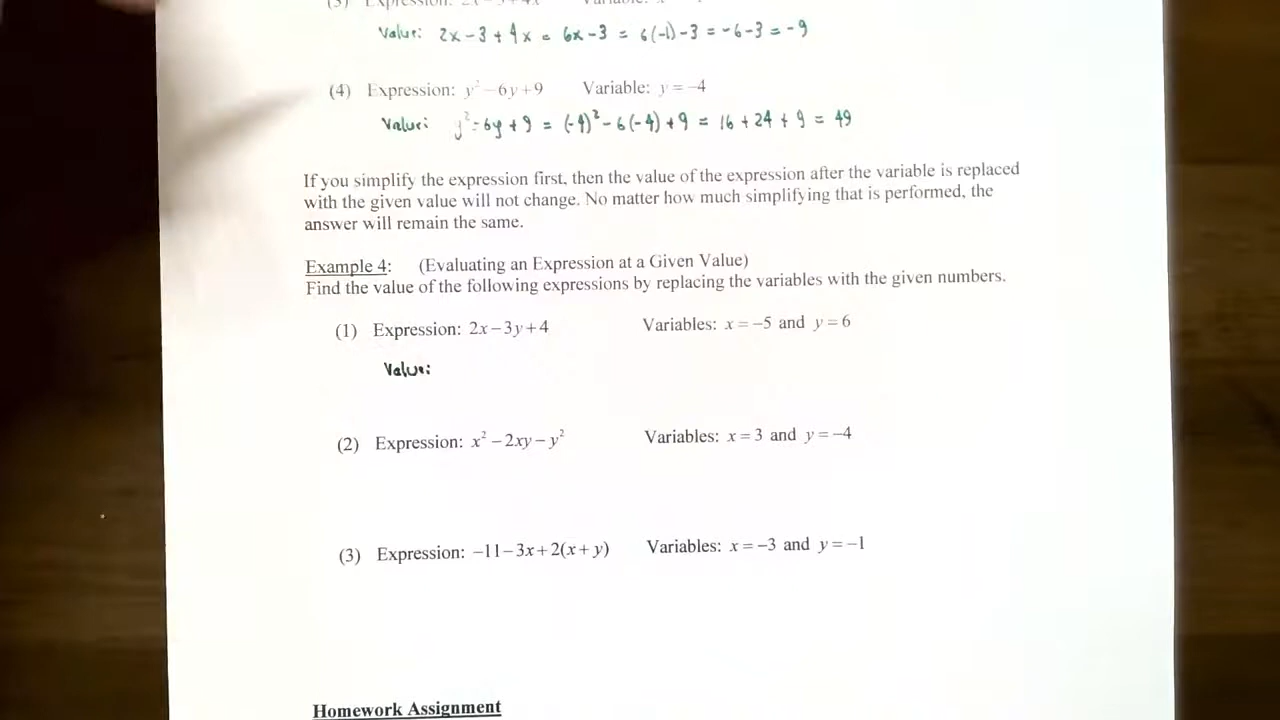 (3) Expression: 2x − 3 + 4x Variable:
Value: 2x − 3 + 4x = 6x − 3 = 6(-1) − 3 = -6 − 3 = -9
(4) Expression: y² − 6y + 9 Variable: y = −4
Value: y² − 6y + 9 = (-4)² − 6(-4) + 9 = 16 + 24 + 9 = 49
If you simplify the expression first, then the value of the expression after the variable is replaced
with the given value will not change. No matter how much simplifying that is performed, the
answer will remain the same.
Example 4: (Evaluating an Expression at a Given Value)
Find the value of the following expressions by replacing the variables with the given numbers.
(1) Expression: 2x − 3y + 4 Variables: x = −5 and y = 6
Value:
(2) Expression: x² − 2xy − y² Variables: x = 3 and y = −4
(3) Expression: −11 − 3x + 2(x + y) Variables: x = −3 and y = −1
Homework Assignment